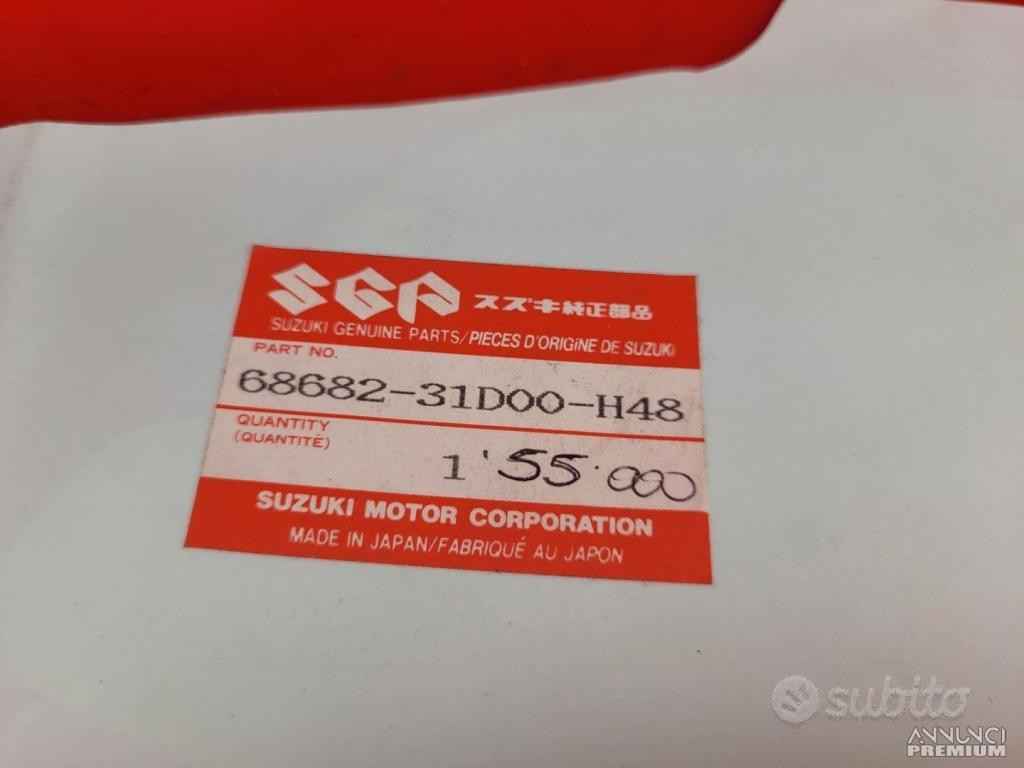 SGP スズキ純正部品
SUZUKI GENUINE PARTS/PIÈCES D'ORIGINE DE SUZUKI
PART NO.
68682-31D00-H48
QUANTITY
(QUANTITÉ)
1 '55.000
SUZUKI MOTOR CORPORATION
MADE IN JAPAN/FABRIQUÉ AU JAPON
subito
ANNUNCI
PREMIUM